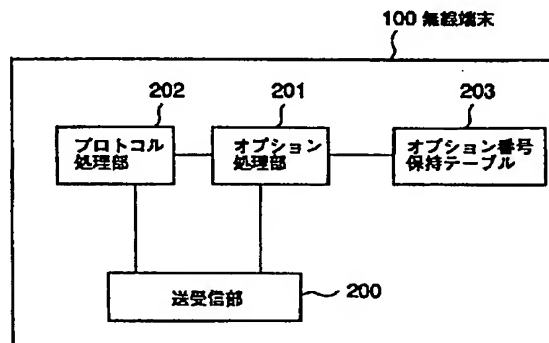 100 無線端末
202
201
203
プロトコル
処理部
オプション
処理部
オプション番号
保持テーブル
送受信部
200